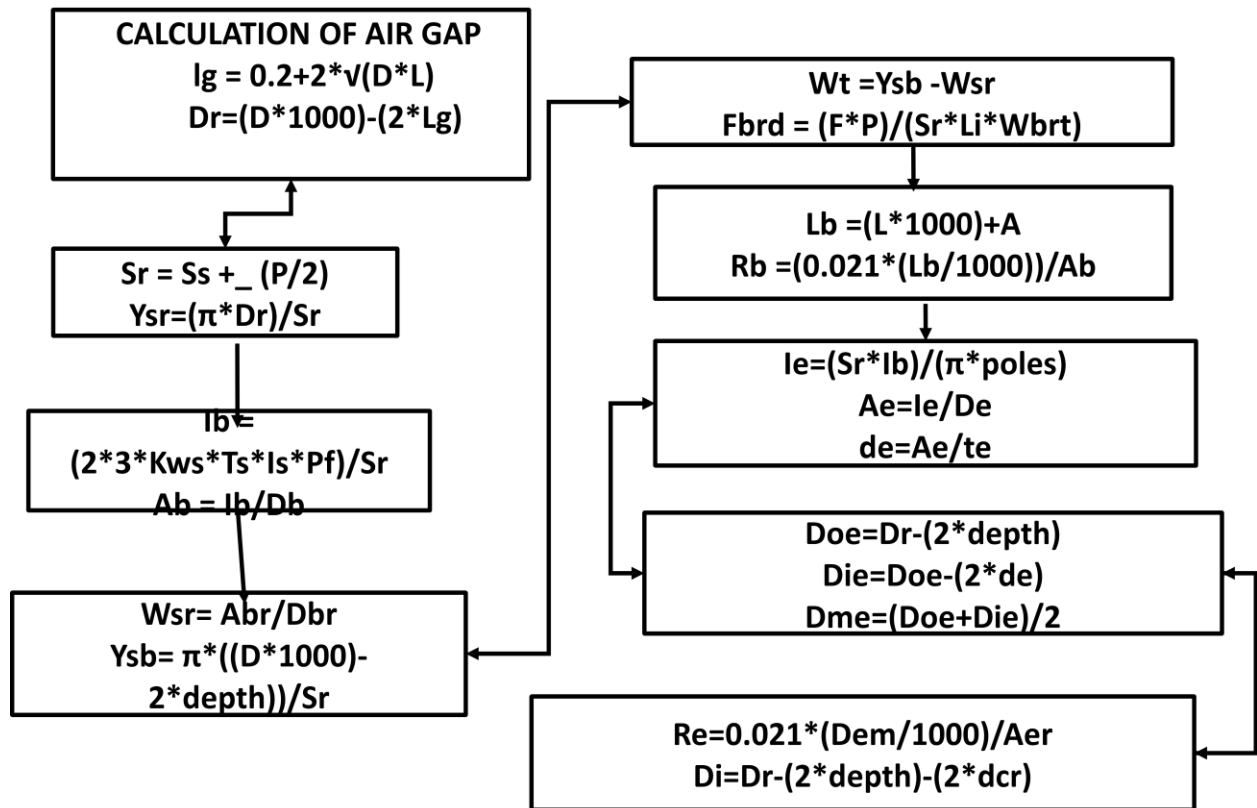 CALCULATION OF AIR GAP
lg = 0.2+2*√(D*L)
Dr=(D*1000)-(2*Lg)
Sr = Ss +_ (P/2)
Ysr=(π*Dr)/Sr
Ib =
(2*3*Kws*Ts*Is*Pf)/Sr
Ab = Ib/Db
Wsr= Abr/Dbr
Ysb= π*((D*1000)-
2*depth))/Sr
Wt =Ysb -Wsr
Fbrd = (F*P)/(Sr*Li*Wbrt)
Lb =(L*1000)+A
Rb =(0.021*(Lb/1000))/Ab
Ie=(Sr*Ib)/(π*poles)
Ae=Ie/De
de=Ae/te
Doe=Dr-(2*depth)
Die=Doe-(2*de)
Dme=(Doe+Die)/2
Re=0.021*(Dem/1000)/Aer
Di=Dr-(2*depth)-(2*dcr)